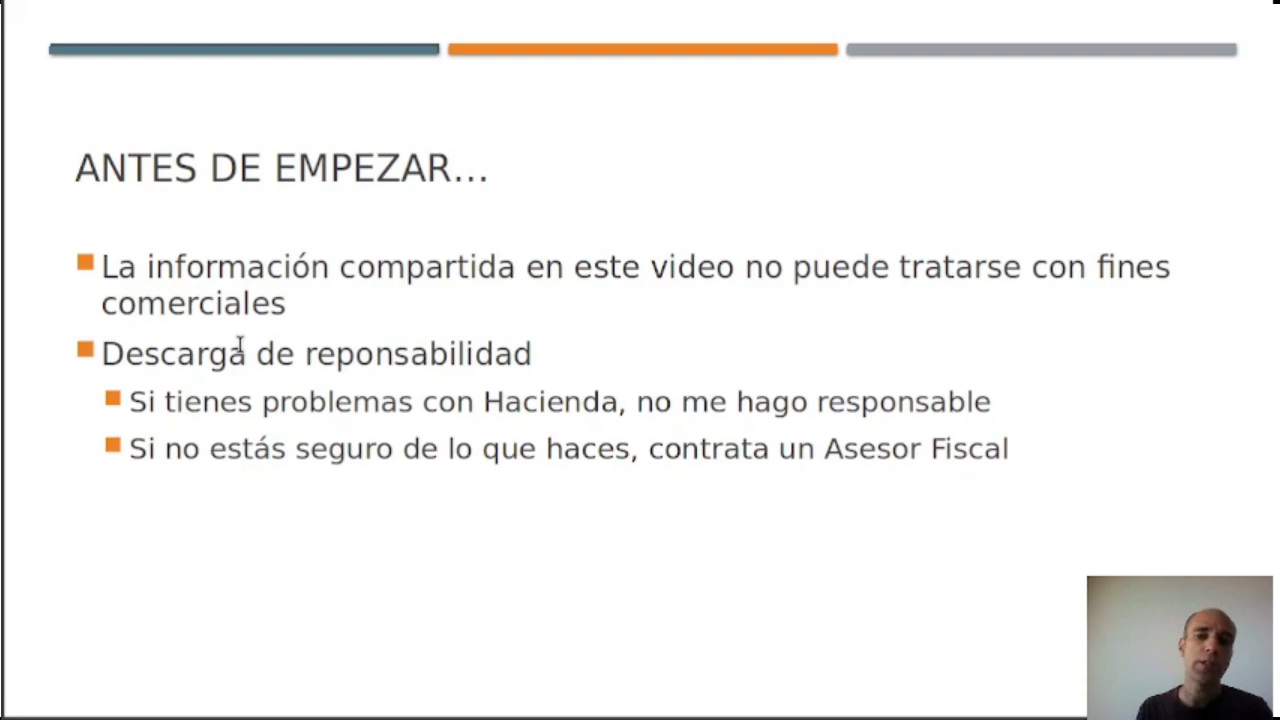 ANTES DE EMPEZAR...
La información compartida en este video no puede tratarse con fines
comerciales
Descarga de reponsabilidad
Si tienes problemas con Hacienda, no me hago responsable
Si no estás seguro de lo que haces, contrata un Asesor Fiscal